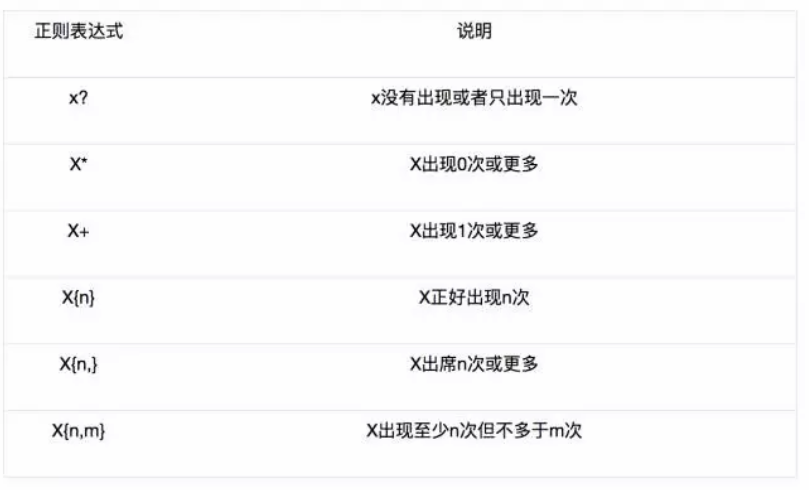 正则表达式 说明
x? x没有出现或者只出现一次
X* X出现0次或更多
X+ X出现1次或更多
X{n} X正好出现n次
X{n,} X出席n次或更多
X{n,m} X出现至少n次但不多于m次